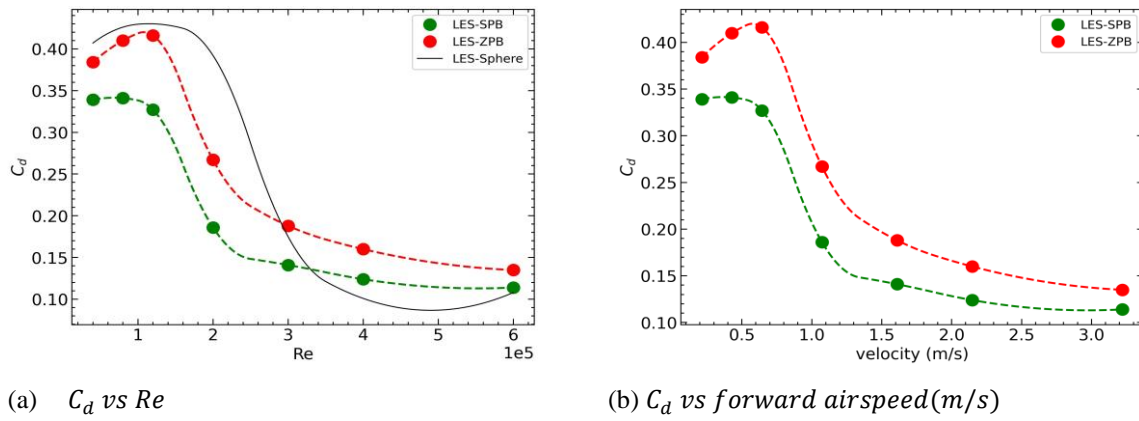 LES-SPB
LES-ZPB
LES-Sphere
0.40
0.35
0.30
0.25
0.20
0.15
0.10
C_d
0 1 2 3 4 5 6
1e5
Re
LES-SPB
LES-ZPB
0.40
0.35
0.30
0.25
0.20
0.15
0.10
C_d
0.5 1.0 1.5 2.0 2.5 3.0
velocity (m/s)
(a) C_d vs Re
(b) C_d vs forward airspeed(m/s)